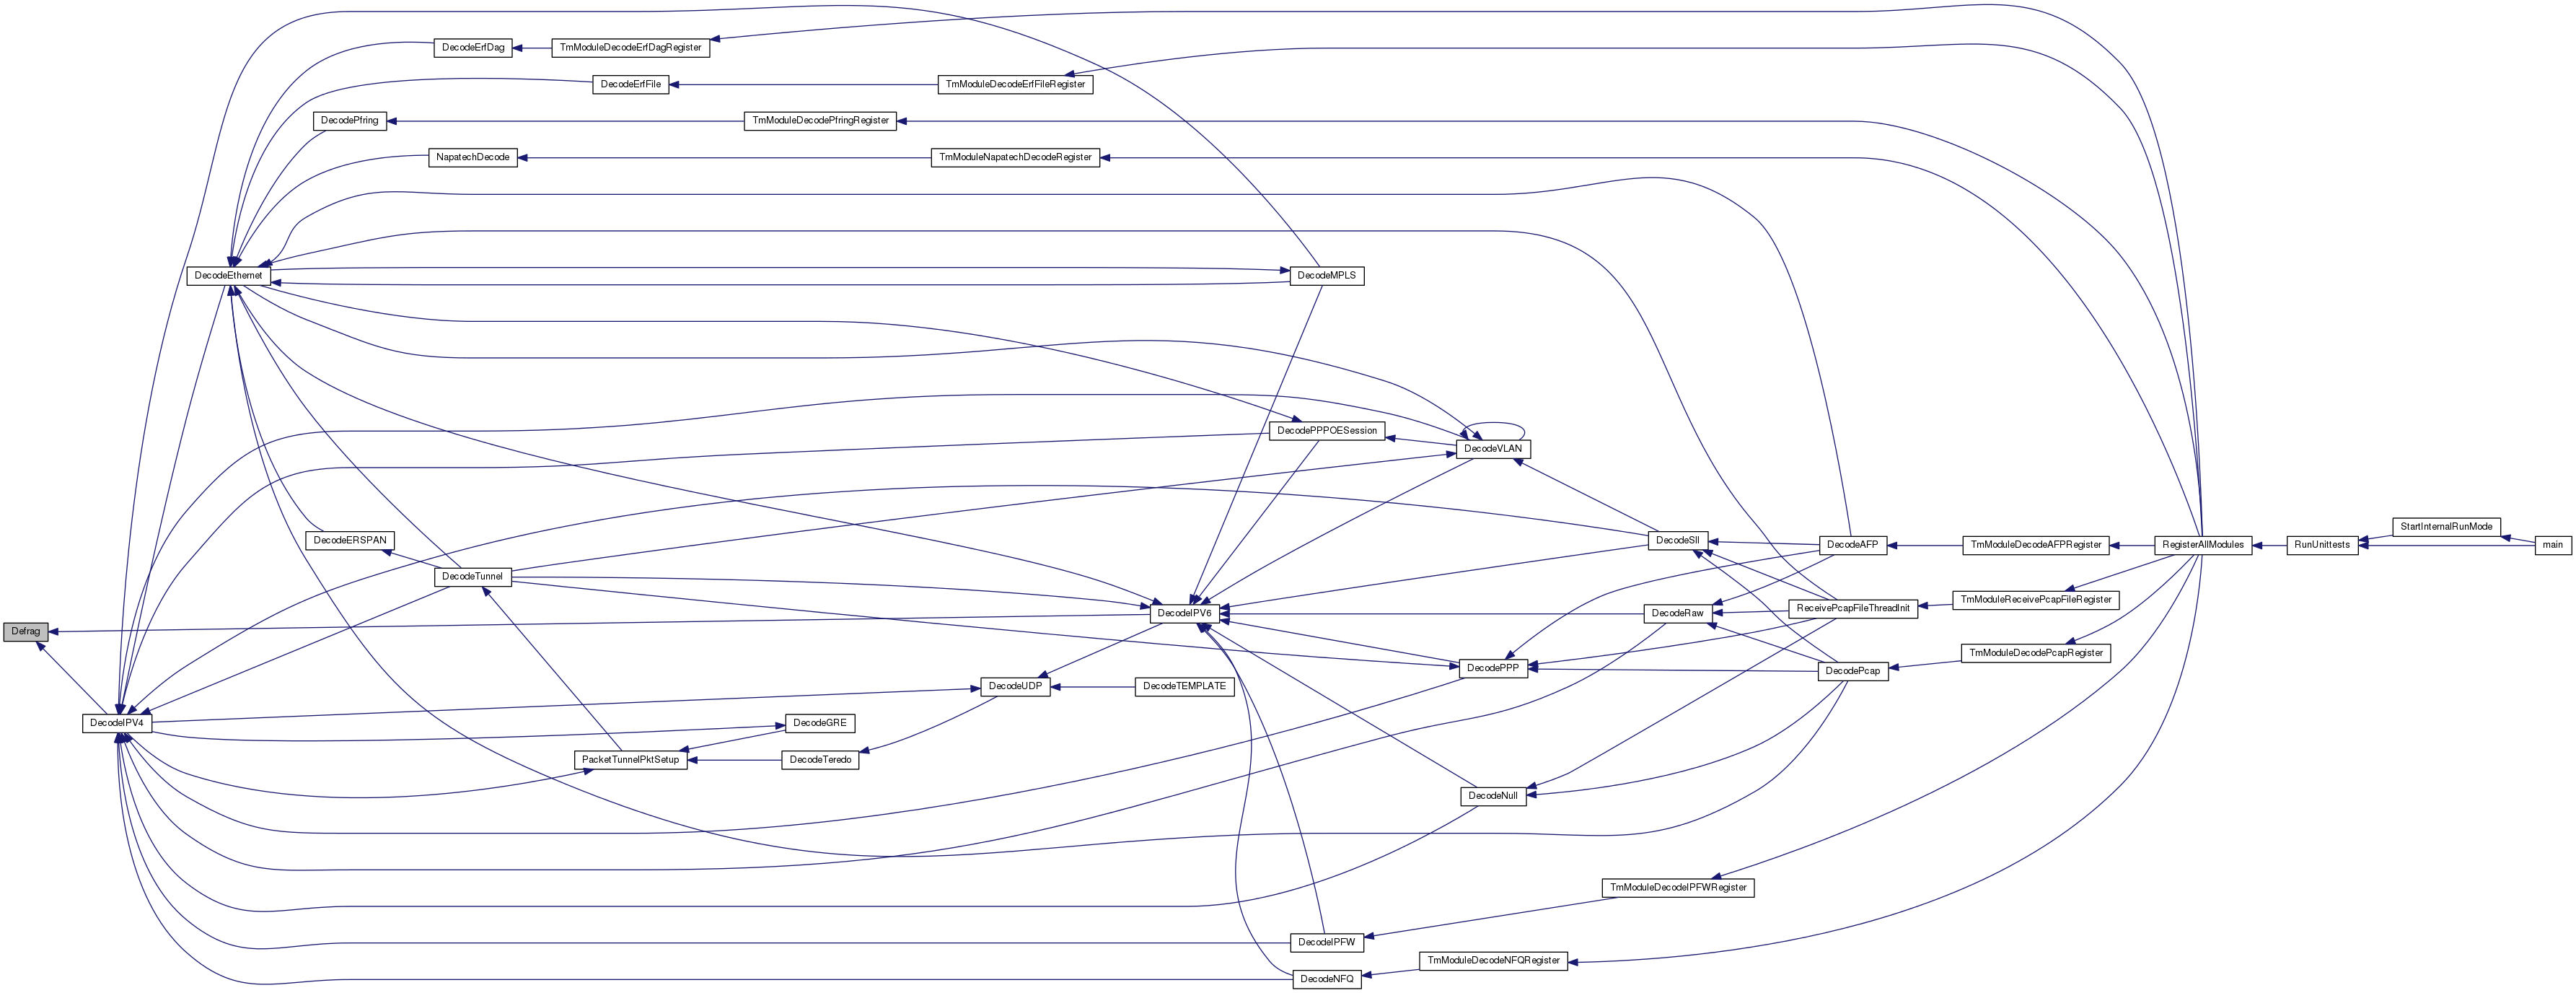 DecodeErfDag
TmModuleDecodeErfDagRegister
DecodeErfFile
TmModuleDecodeErfFileRegister
DecodePfring
TmModuleDecodePfringRegister
NapatechDecode
TmModuleNapatechDecodeRegister
DecodeEthernet
DecodeMPLS
DecodePPPOESession
DecodeVLAN
StartInternalRunMode
DecodeERSPAN
DecodeSll
DecodeAFP
TmModuleDecodeAFPRegister
RegisterAllModules
RunUnittests
main
DecodeTunnel
TmModuleReceivePcapFileRegister
ReceivePcapFileThreadInit
DecodeIPV6
DecodeRaw
Defrag
TmModuleDecodePcapRegister
DecodePPP
DecodePcap
DecodeUDP
DecodeTEMPLATE
DecodeIPV4
DecodeGRE
PacketTunnelPktSetup
DecodeTeredo
DecodeNull
TmModuleDecodeIPFWRegister
DecodeIPFW
TmModuleDecodeNFQRegister
DecodeNFQ